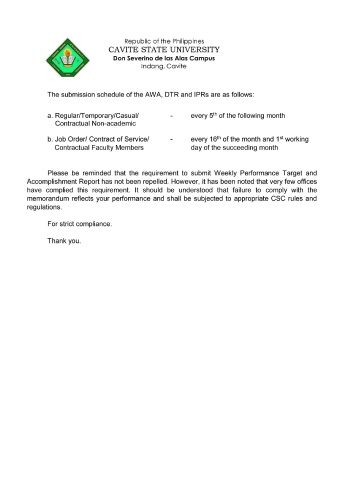 Republic of the Philippines
CAVITE STATE UNIVERSITY
Don Severino de las Alas Campus
Indang, Cavite
The submission schedule of the AWA, DTR and IPRs are as follows:
a. Regular/Temporary/Casual/ - every 5th of the following month
Contractual Non-academic
b. Job Order/ Contract of Service/ - every 16th of the month and 1st working
Contractual Faculty Members day of the succeeding month
Please be reminded that the requirement to submit Weekly Performance Target and
Accomplishment Report has not been repelled. However, it has been noted that very few offices
have complied this requirement. It should be understood that failure to comply with the
memorandum reflects your performance and shall be subjected to appropriate CSC rules and
regulations.
For strict compliance.
Thank you.